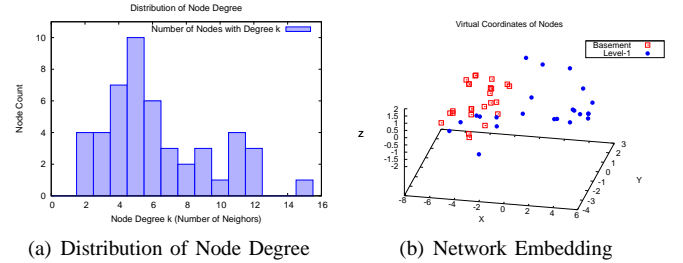 Distribution of Node Degree
Number of Nodes with Degree k
Node Count
10
8
6
4
2
0
0 2 4 6 8 10 12 14 16
Node Degree k (Number of Neighors)
(a) Distribution of Node Degree
Virtual Coordinates of Nodes
Basement
Level-1
Z
2
1.5
1
0.5
0
-0.5
-1
-1.5
-2
-8 -6 -4 -2 0 2 4 6
X
3
2
1
0
-1
-2
-3
-4
Y
(b) Network Embedding